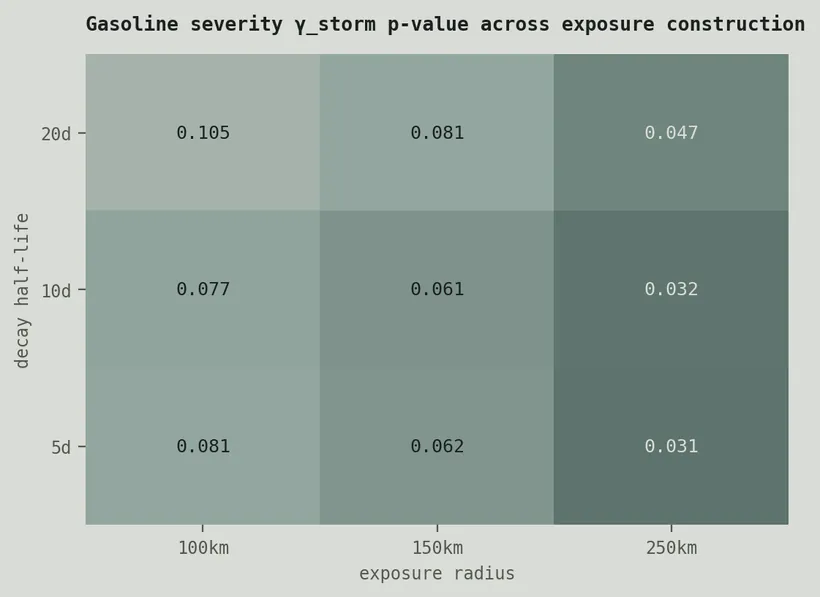 Gasoline severity γ_storm p-value across exposure construction
decay half-life
20d 0.105 0.081 0.047
10d 0.077 0.061 0.032
5d 0.081 0.062 0.031
100km 150km 250km
exposure radius